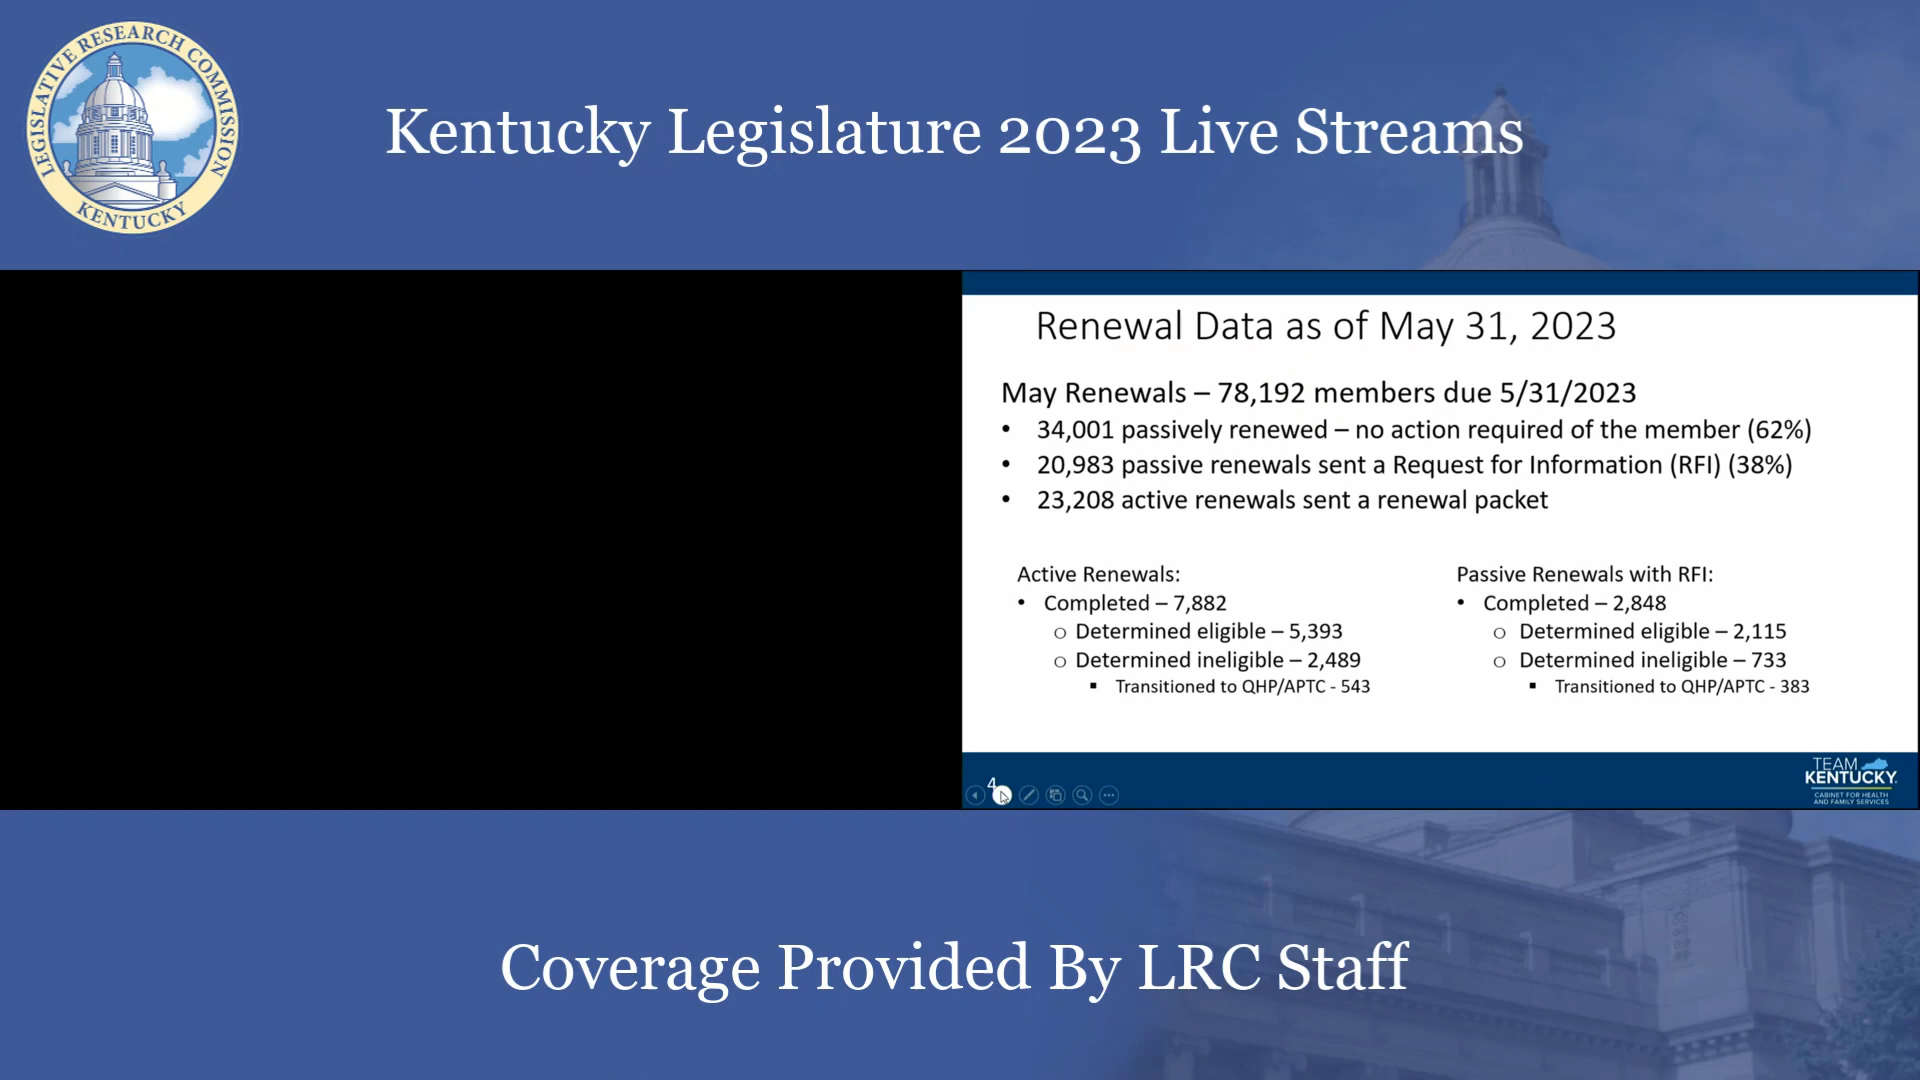 LEGISLATIVE RESEARCH COMMISSION
KENTUCKY
Kentucky Legislature 2023 Live Streams
Renewal Data as of May 31, 2023
May Renewals – 78,192 members due 5/31/2023
• 34,001 passively renewed – no action required of the member (62%)
• 20,983 passive renewals sent a Request for Information (RFI) (38%)
• 23,208 active renewals sent a renewal packet
Active Renewals:
• Completed – 7,882
o Determined eligible – 5,393
o Determined ineligible – 2,489
▪ Transitioned to QHP/APTC - 543
Passive Renewals with RFI:
• Completed – 2,848
o Determined eligible – 2,115
o Determined ineligible – 733
▪ Transitioned to QHP/APTC - 383
4
TEAM
KENTUCKY.
CABINET FOR HEALTH
AND FAMILY SERVICES
Coverage Provided By LRC Staff